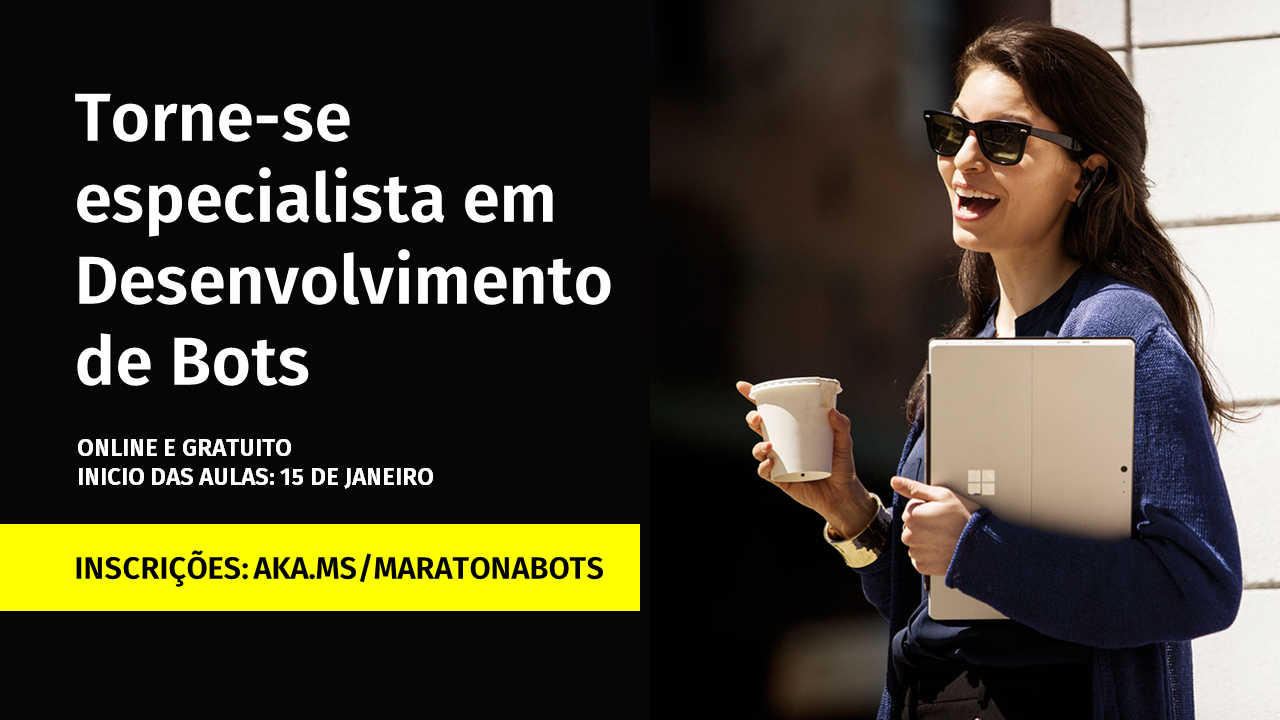 Torne-se
especialista em
Desenvolvimento
de Bots
ONLINE E GRATUITO
INICIO DAS AULAS: 15 DE JANEIRO
INSCRIÇÕES: AKA.MS/MARATONABOTS